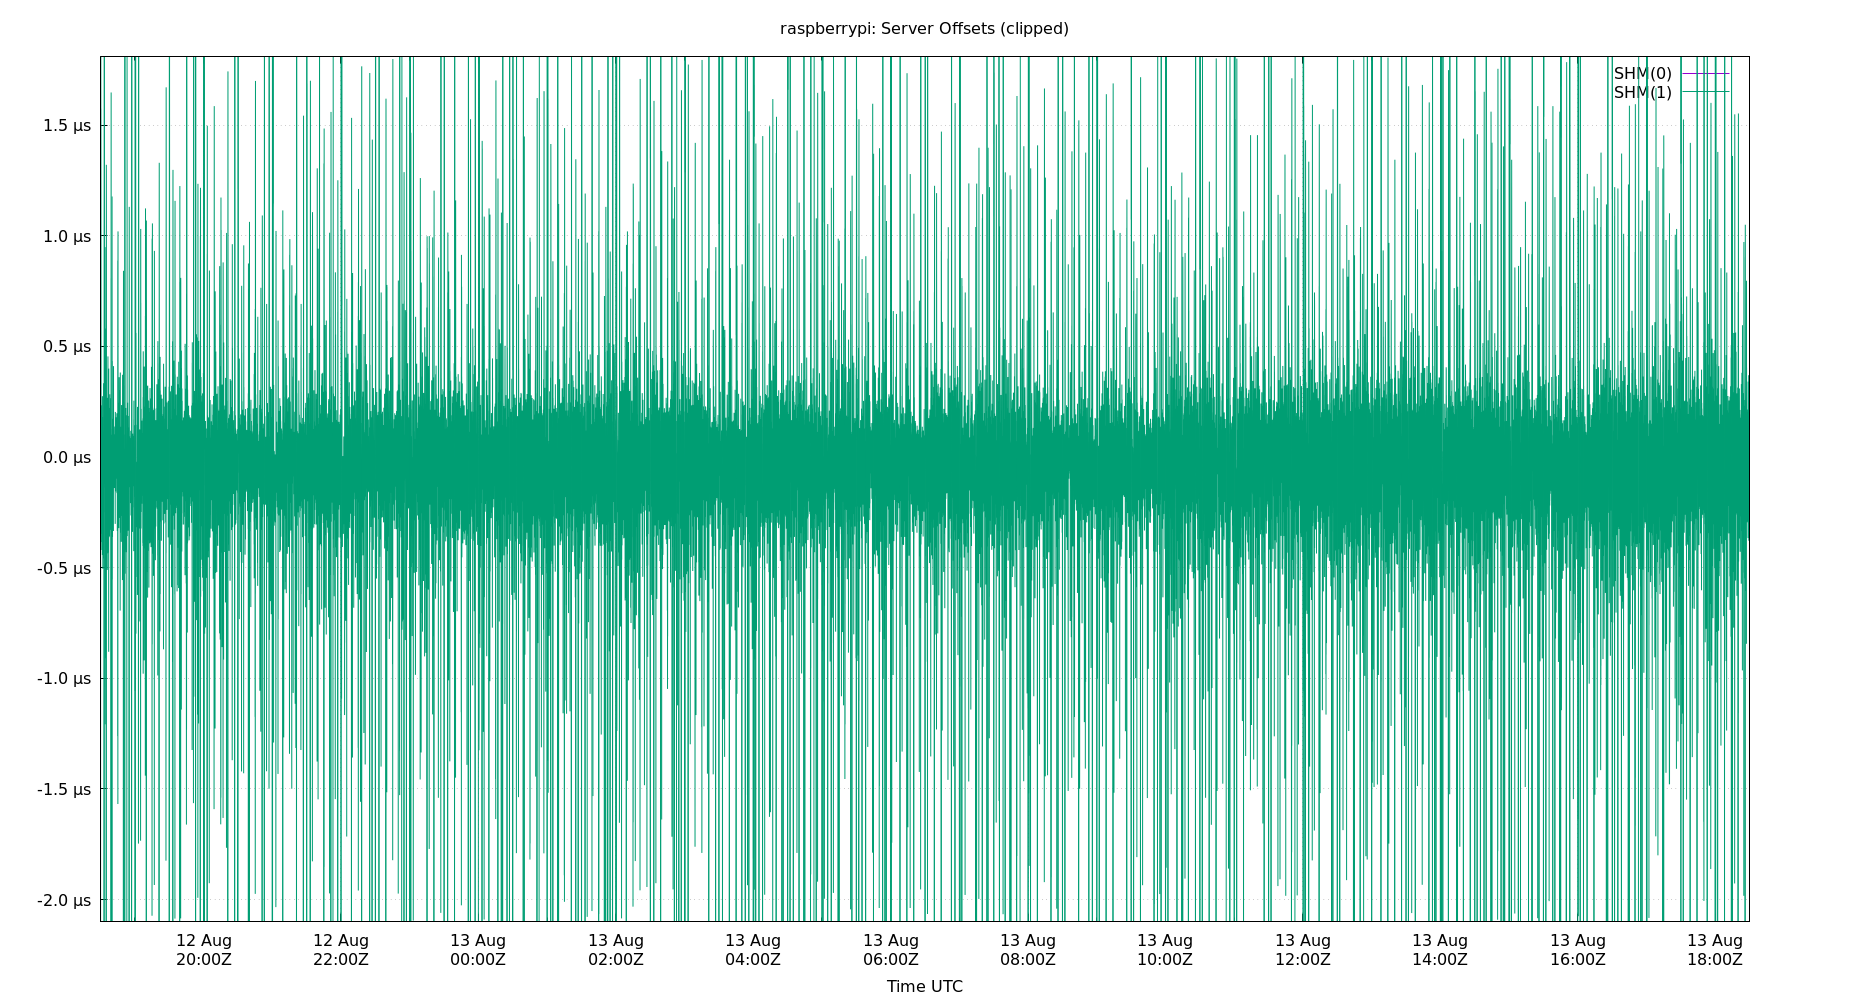 raspberrypi: Server Offsets (clipped)
SHM(0)
SHM(1)
1.5 µs
1.0 µs
0.5 µs
0.0 µs
-0.5 µs
-1.0 µs
-1.5 µs
-2.0 µs
12 Aug 12 Aug 13 Aug 13 Aug 13 Aug 13 Aug 13 Aug 13 Aug 13 Aug 13 Aug 13 Aug 13 Aug
20:00Z 22:00Z 00:00Z 02:00Z 04:00Z 06:00Z 08:00Z 10:00Z 12:00Z 14:00Z 16:00Z 18:00Z
Time UTC